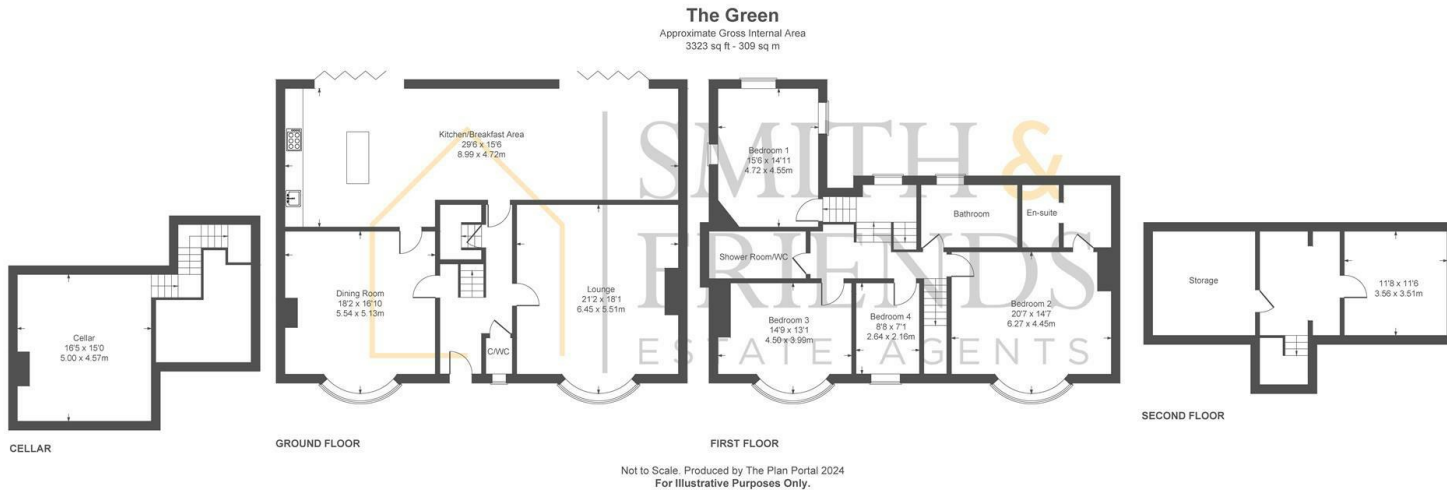 The Green
Approximate Gross Internal Area
3323 sq ft - 309 sq m
SMITH &
FRIENDS
ESTATE AGENTS
Cellar
16'5 x 15'0
5.00 x 4.57m
CELLAR
Kitchen/Breakfast Area
29'6 x 15'6
8.99 x 4.72m
Dining Room
18'2 x 16'10
5.54 x 5.13m
Lounge
21'2 x 18'1
6.45 x 5.51m
C/WC
GROUND FLOOR
Bedroom 1
15'6 x 14'11
4.72 x 4.55m
Bathroom
En-suite
Shower Room/WC
Bedroom 3
14'9 x 13'1
4.50 x 3.99m
Bedroom 4
8'8 x 7'1
2.64 x 2.16m
Bedroom 2
20'7 x 14'7
6.27 x 4.45m
FIRST FLOOR
Storage
11'8 x 11'6
3.56 x 3.51m
SECOND FLOOR
Not to Scale. Produced by The Plan Portal 2024
For Illustrative Purposes Only.